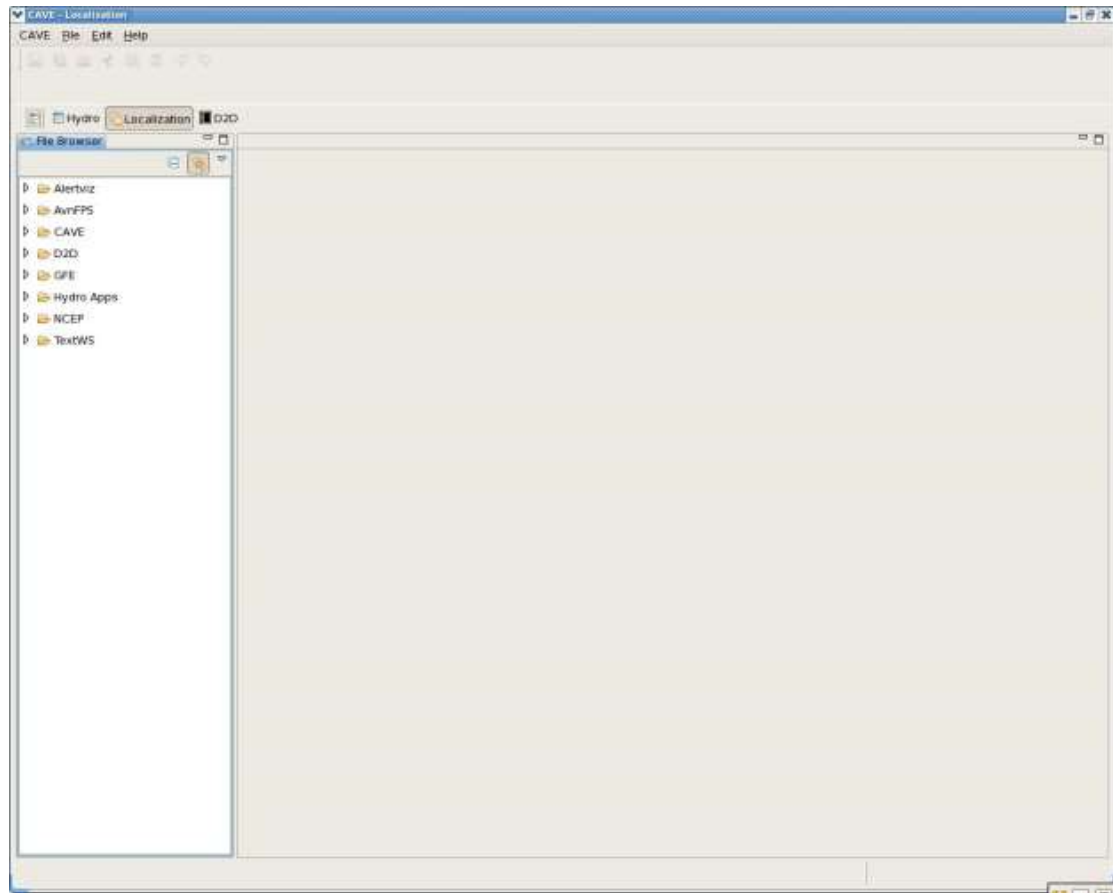 CAVE - Localization
CAVE File Edit Help
Hydro Localization D2D
File Browser
Alertviz
AvnFPS
CAVE
D2D
GFE
Hydro Apps
NCEP
TextWS